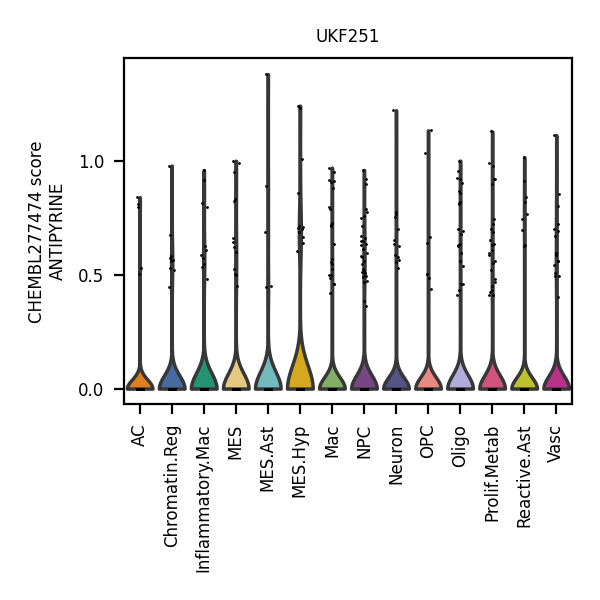 UKF251
CHEMBL277474 score
ANTIPYRINE
1.0
0.5
0.0
AC
Chromatin.Reg
Inflammatory.Mac
MES
MES.Ast
MES.Hyp
Mac
NPC
Neuron
OPC
Oligo
Prolif.Metab
Reactive.Ast
Vasc